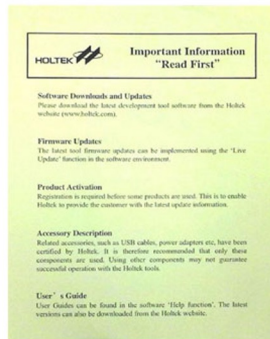 HOLTEK
Important Information
"Read First"
Software Downloads and Updates
Please download the latest development tool software from the Holtek
website (www.holtek.com).
Firmware Updates
The latest tool firmware updates can be implemented using the 'Live
Update' function in the software environment.
Product Activation
Registration is required before some products are used. This is to enable
Holtek to provide the customer with the latest update information.
Accessory Description
Related accessories, such as USB cables, power adapters etc, have been
certified by Holtek. It is therefore recommended that only these
components are used. Using other components may not guarantee
successful operation with the Holtek tools.
User's Guide
User Guides can be found in the software 'Help function'. The latest
versions can also be downloaded from the Holtek website.